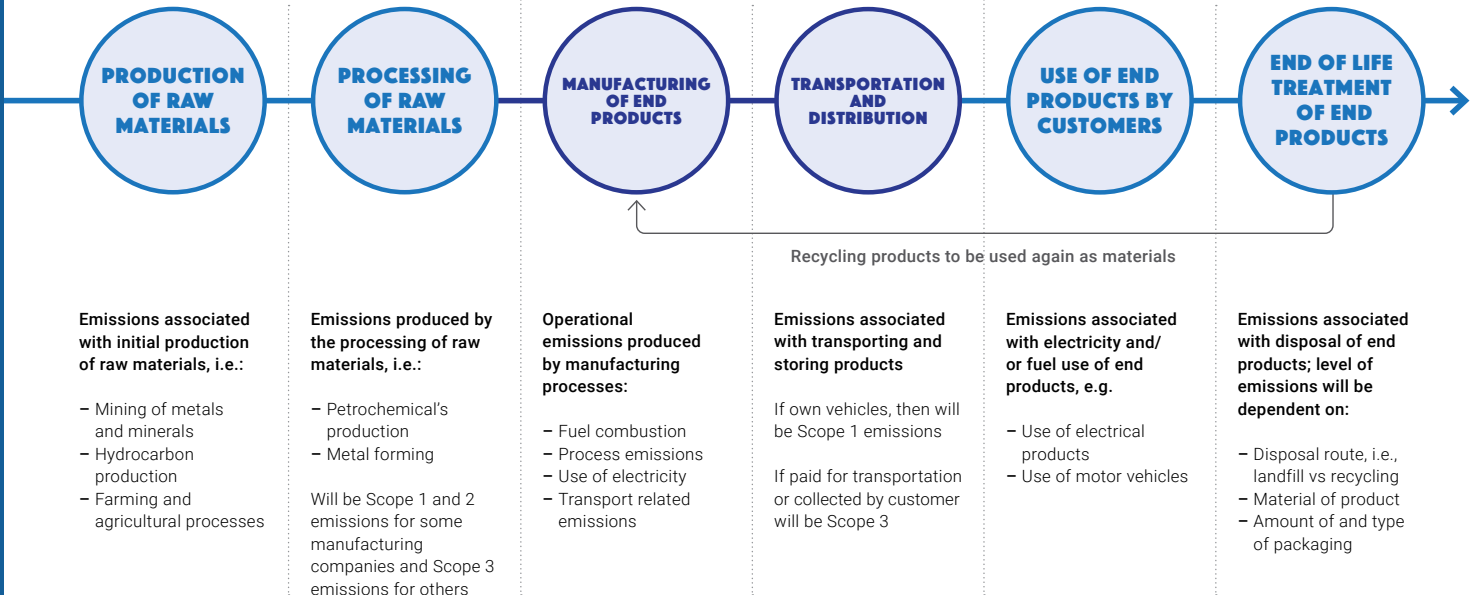 PRODUCTION
OF RAW
MATERIALS
PROCESSING
OF RAW
MATERIALS
MANUFACTURING
OF END
PRODUCTS
TRANSPORTATION
AND
DISTRIBUTION
USE OF END
PRODUCTS BY
CUSTOMERS
END OF LIFE
TREATMENT
OF END
PRODUCTS
Recycling products to be used again as materials
Emissions associated
with initial production
of raw materials, i.e.:
– Mining of metals
and minerals
– Hydrocarbon
production
– Farming and
agricultural processes
Emissions produced by
the processing of raw
materials, i.e.:
– Petrochemical's
production
– Metal forming
Will be Scope 1 and 2
emissions for some
manufacturing
companies and Scope 3
emissions for others
Operational
emissions produced
by manufacturing
processes:
– Fuel combustion
– Process emissions
– Use of electricity
– Transport related
emissions
Emissions associated
with transporting and
storing products
If own vehicles, then will
be Scope 1 emissions
If paid for transportation
or collected by customer
will be Scope 3
Emissions associated
with electricity and/
or fuel use of end
products, e.g.
– Use of electrical
products
– Use of motor vehicles
Emissions associated
with disposal of end
products; level of
emissions will be
dependent on:
– Disposal route, i.e.,
landfill vs recycling
– Material of product
– Amount of and type
of packaging